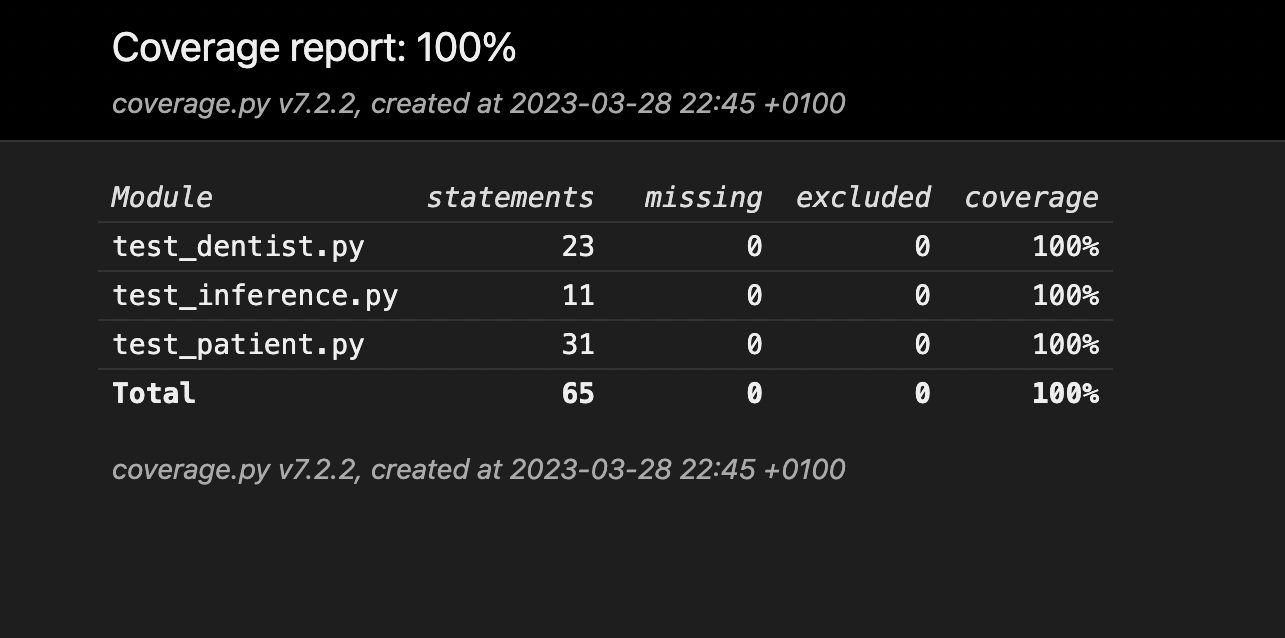 Coverage report: 100%
coverage.py v7.2.2, created at 2023-03-28 22:45 +0100
Module statements missing excluded coverage
test_dentist.py 23 0 0 100%
test_inference.py 11 0 0 100%
test_patient.py 31 0 0 100%
Total 65 0 0 100%
coverage.py v7.2.2, created at 2023-03-28 22:45 +0100